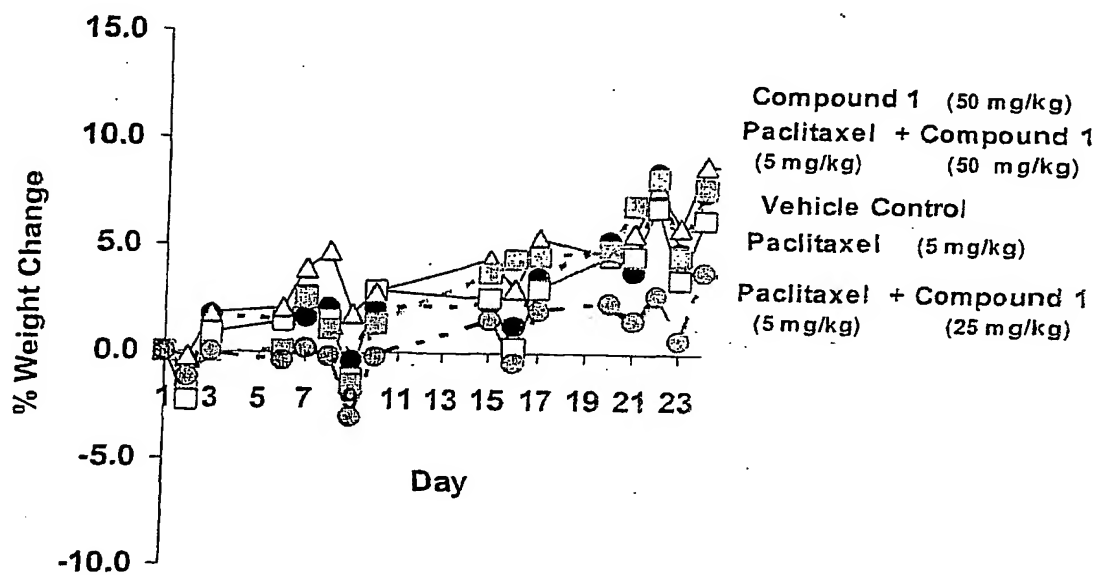 15.0
10.0
5.0
0.0
-5.0
-10.0
% Weight Change
1 3 5 7 9 11 13 15 17 19 21 23
Day
Compound 1 (50 mg/kg)
Paclitaxel + Compound 1
(5 mg/kg) (50 mg/kg)
Vehicle Control
Paclitaxel (5 mg/kg)
Paclitaxel + Compound 1
(5 mg/kg) (25 mg/kg)